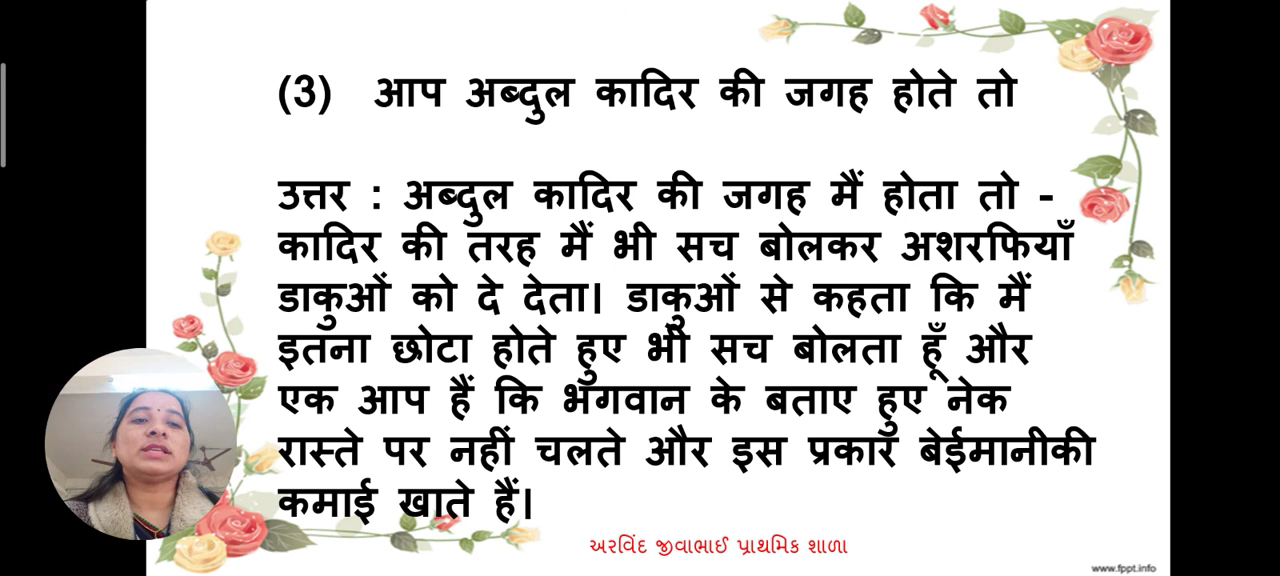 (3) आप अब्दुल कादिर की जगह होते तो
उत्तर : अब्दुल कादिर की जगह मैं होता तो -
कादिर की तरह मैं भी सच बोलकर अशरफियाँ
डाकुओं को दे देता। डाकुओं से कहता कि मैं
इतना छोटा होते हुए भी सच बोलता हूँ और
एक आप हैं कि भगवान के बताए हुए नेक
रास्ते पर नहीं चलते और इस प्रकार बेईमानीकी
कमाई खाते हैं।
અરવિંદ જીવાભાઈ પ્રાથમિક શાળા
www.fppt.info